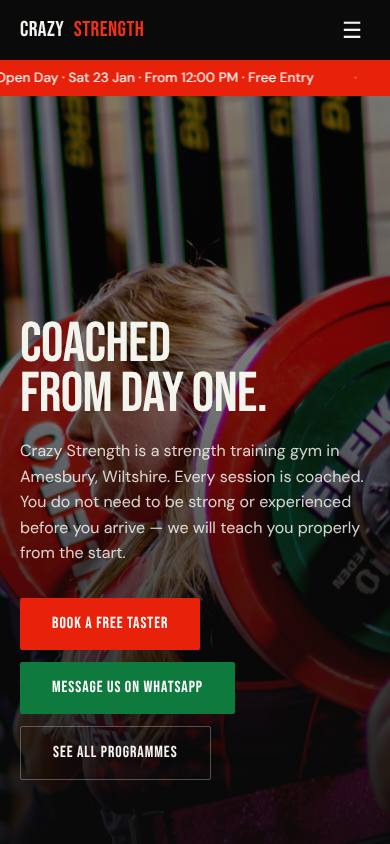 CRAZY STRENGTH
Open Day · Sat 23 Jan · From 12:00 PM · Free Entry ·
COACHED
FROM DAY ONE.
Crazy Strength is a strength training gym in
Amesbury, Wiltshire. Every session is coached.
You do not need to be strong or experienced
before you arrive — we will teach you properly
from the start.
BOOK A FREE TASTER
MESSAGE US ON WHATSAPP
SEE ALL PROGRAMMES